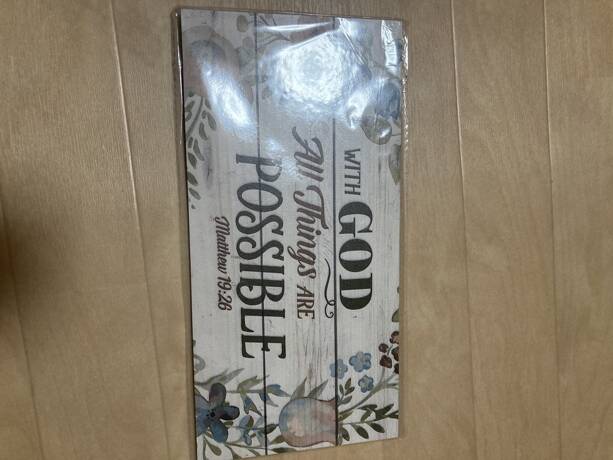 WITH GOD
All Things ARE
POSSIBLE
Matthew 19:26